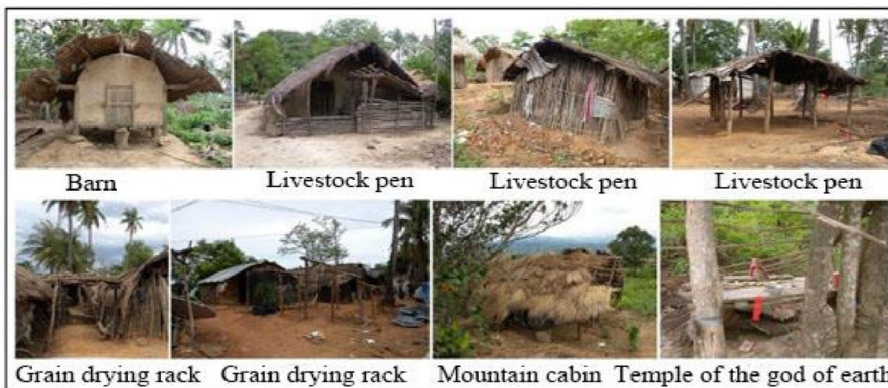 Barn Livestock pen Livestock pen Livestock pen
Grain drying rack Grain drying rack Mountain cabin Temple of the god of earth